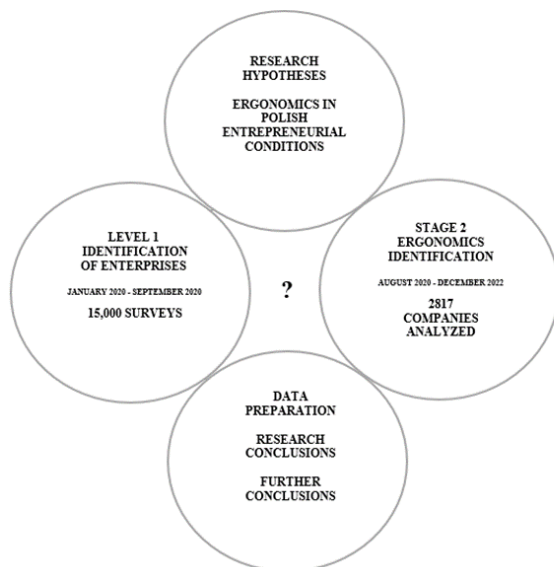 RESEARCH
HYPOTHESES
ERGONOMICS IN
POLISH
ENTREPRENEURIAL
CONDITIONS
LEVEL 1
IDENTIFICATION
OF ENTERPRISES
JANUARY 2020 - SEPTEMBER 2020
15,000 SURVEYS
?
STAGE 2
ERGONOMICS
IDENTIFICATION
AUGUST 2020 - DECEMBER 2022
2817
COMPANIES
ANALYZED
DATA
PREPARATION
RESEARCH
CONCLUSIONS
FURTHER
CONCLUSIONS